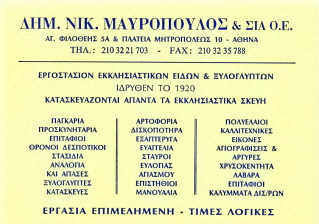 ΔΗΜ. ΝΙΚ. ΜΑΥΡΟΠΟΥΛΟΣ & ΣΙΑ Ο.Ε.
ΑΓ. ΦΙΛΟΘΕΗΣ 5Α & ΠΛΑΤΕΙΑ ΜΗΤΡΟΠΟΛΕΩΣ 10 - ΑΘΗΝΑ
ΤΗΛ.: 210 32 21 703 - FAX: 210 32 35 788
ΕΡΓΟΣΤΑΣΙΟΝ ΕΚΚΛΗΣΙΑΣΤΙΚΩΝ ΕΙΔΩΝ & ΞΥΛΟΓΛΥΠΤΩΝ
ΙΔΡΥΘΕΝ ΤΟ 1920
ΚΑΤΑΣΚΕΥΑΖΟΝΤΑΙ ΑΠΑΝΤΑ ΤΑ ΕΚΚΛΗΣΙΑΣΤΙΚΑ ΣΚΕΥΗ
ΠΑΓΚΑΡΙΑ
ΠΡΟΣΚΥΝΗΤΑΡΙΑ
ΕΠΙΤΑΦΙΟΙ
ΘΡΟΝΟΙ ΔΕΣΠΟΤΙΚΟΙ
ΣΤΑΣΙΔΙΑ
ΑΝΑΛΟΓΙΑ
ΚΑΙ ΑΠΑΣΕΣ
ΞΥΛΟΓΛΥΠΤΕΣ
ΚΑΤΑΣΚΕΥΕΣ
ΑΡΤΟΦΟΡΙΑ
ΔΙΣΚΟΠΟΤΗΡΑ
ΕΞΑΠΤΕΡΥΓΑ
ΕΥΑΓΓΕΛΙΑ
ΣΤΑΥΡΟΙ
ΕΥΛΟΠΑΣ
ΑΓΙΑΣΜΟΥ
ΕΠΙΣΤΗΘΙΟΙ
ΜΑΝΟΥΑΛΙΑ
ΠΟΛΥΕΛΑΙΟΙ
ΚΑΛΛΙΤΕΧΝΙΚΕΣ
ΕΙΚΟΝΕΣ
ΑΓΙΟΓΡΑΦΙΣΕΙΣ &
ΑΡΓΥΡΕΣ
ΧΡΥΣΟΚΕΝΤΗΤΑ
ΛΑΒΑΡΑ
ΕΠΙΤΑΦΙΟΙ
ΚΑΛΥΜΜΑΤΑ ΔΙΣ/ΡΩΝ
ΕΡΓΑΣΙΑ ΕΠΙΜΕΛΗΜΕΝΗ - ΤΙΜΕΣ ΛΟΓΙΚΕΣ